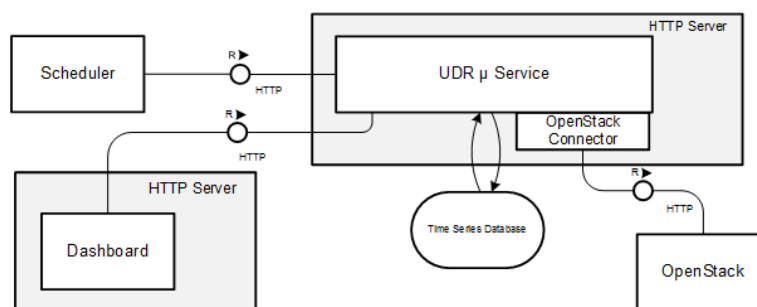 HTTP Server
Scheduler
R
HTTP
UDR µ Service
R
HTTP
OpenStack
Connector
HTTP Server
R
HTTP
Dashboard
Time Series Database
OpenStack